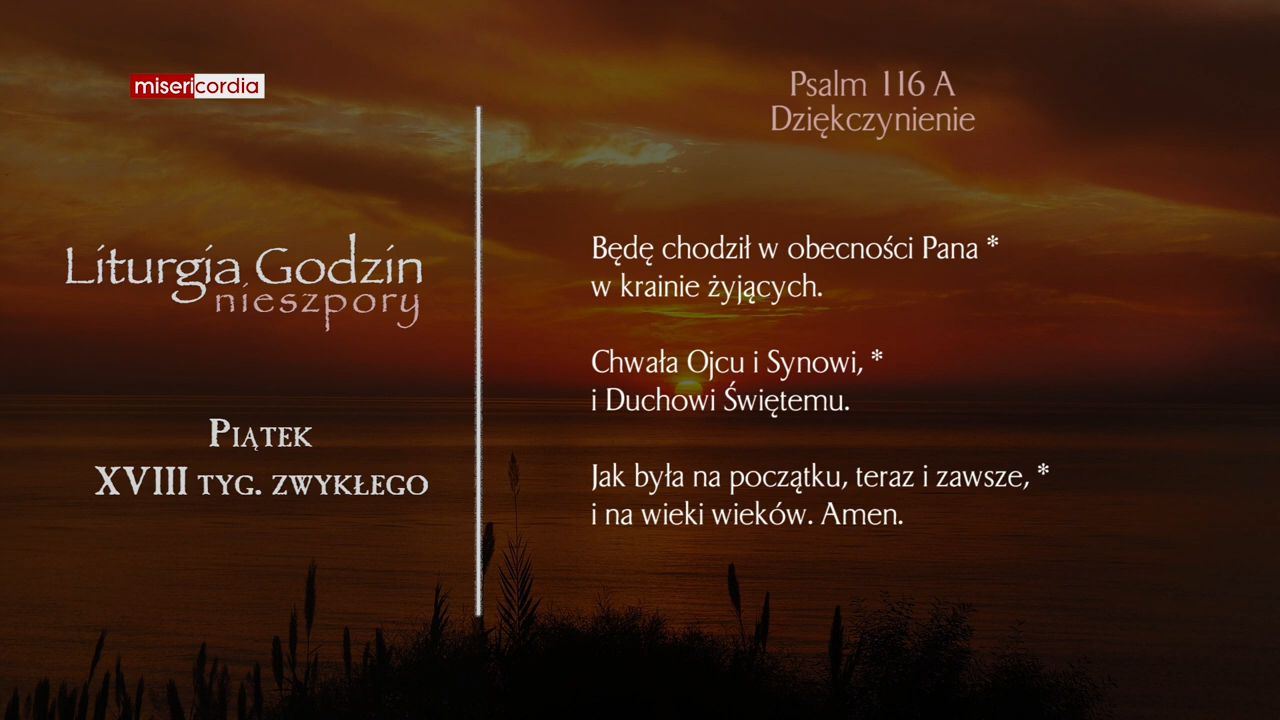 misericordia
Liturgia Godzin
nieszpory
Piątek
XVIII tyg. zwykłego
Psalm 116 A
Dziękczynienie
Będę chodził w obecności Pana *
w krainie żyjących.
Chwała Ojcu i Synowi, *
i Duchowi Świętemu.
Jak była na początku, teraz i zawsze, *
i na wieki wieków. Amen.